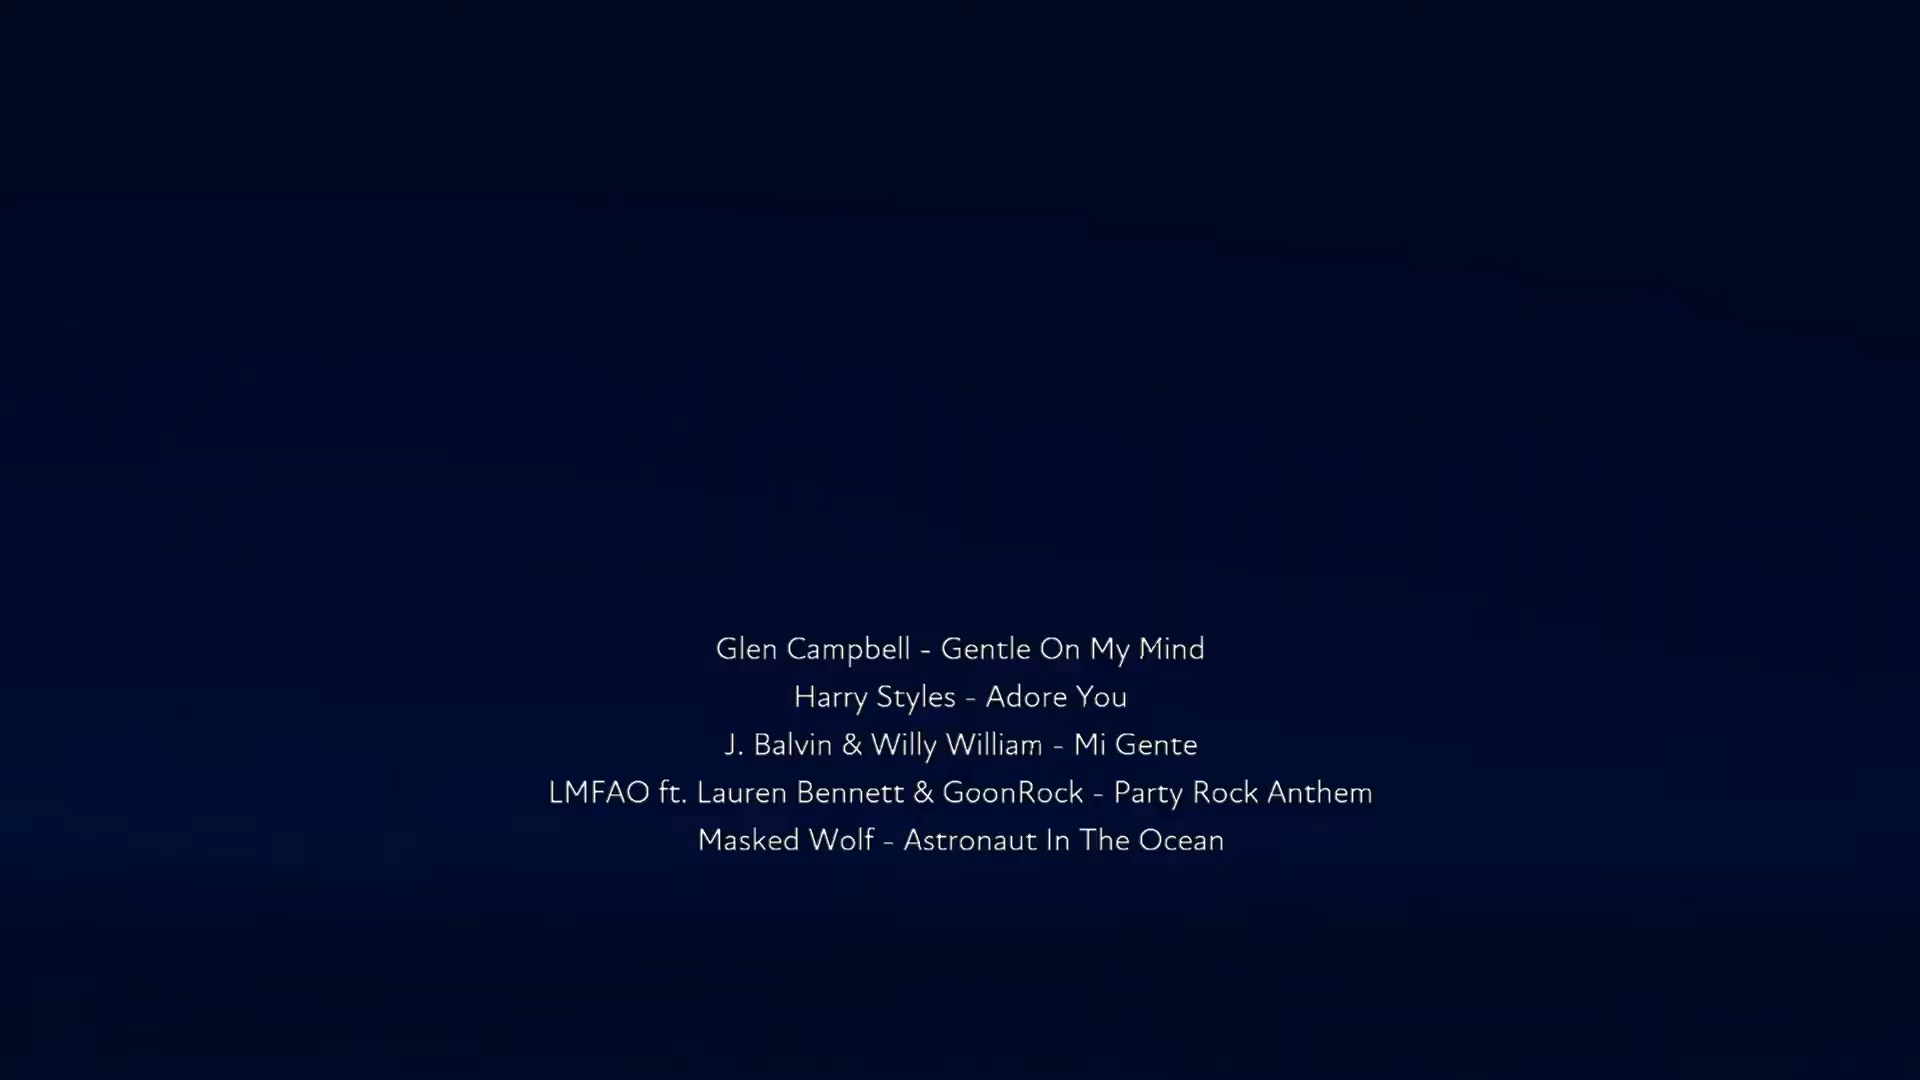 Glen Campbell - Gentle On My Mind
Harry Styles - Adore You
J. Balvin & Willy William - Mi Gente
LMFAO ft. Lauren Bennett & GoonRock - Party Rock Anthem
Masked Wolf - Astronaut In The Ocean